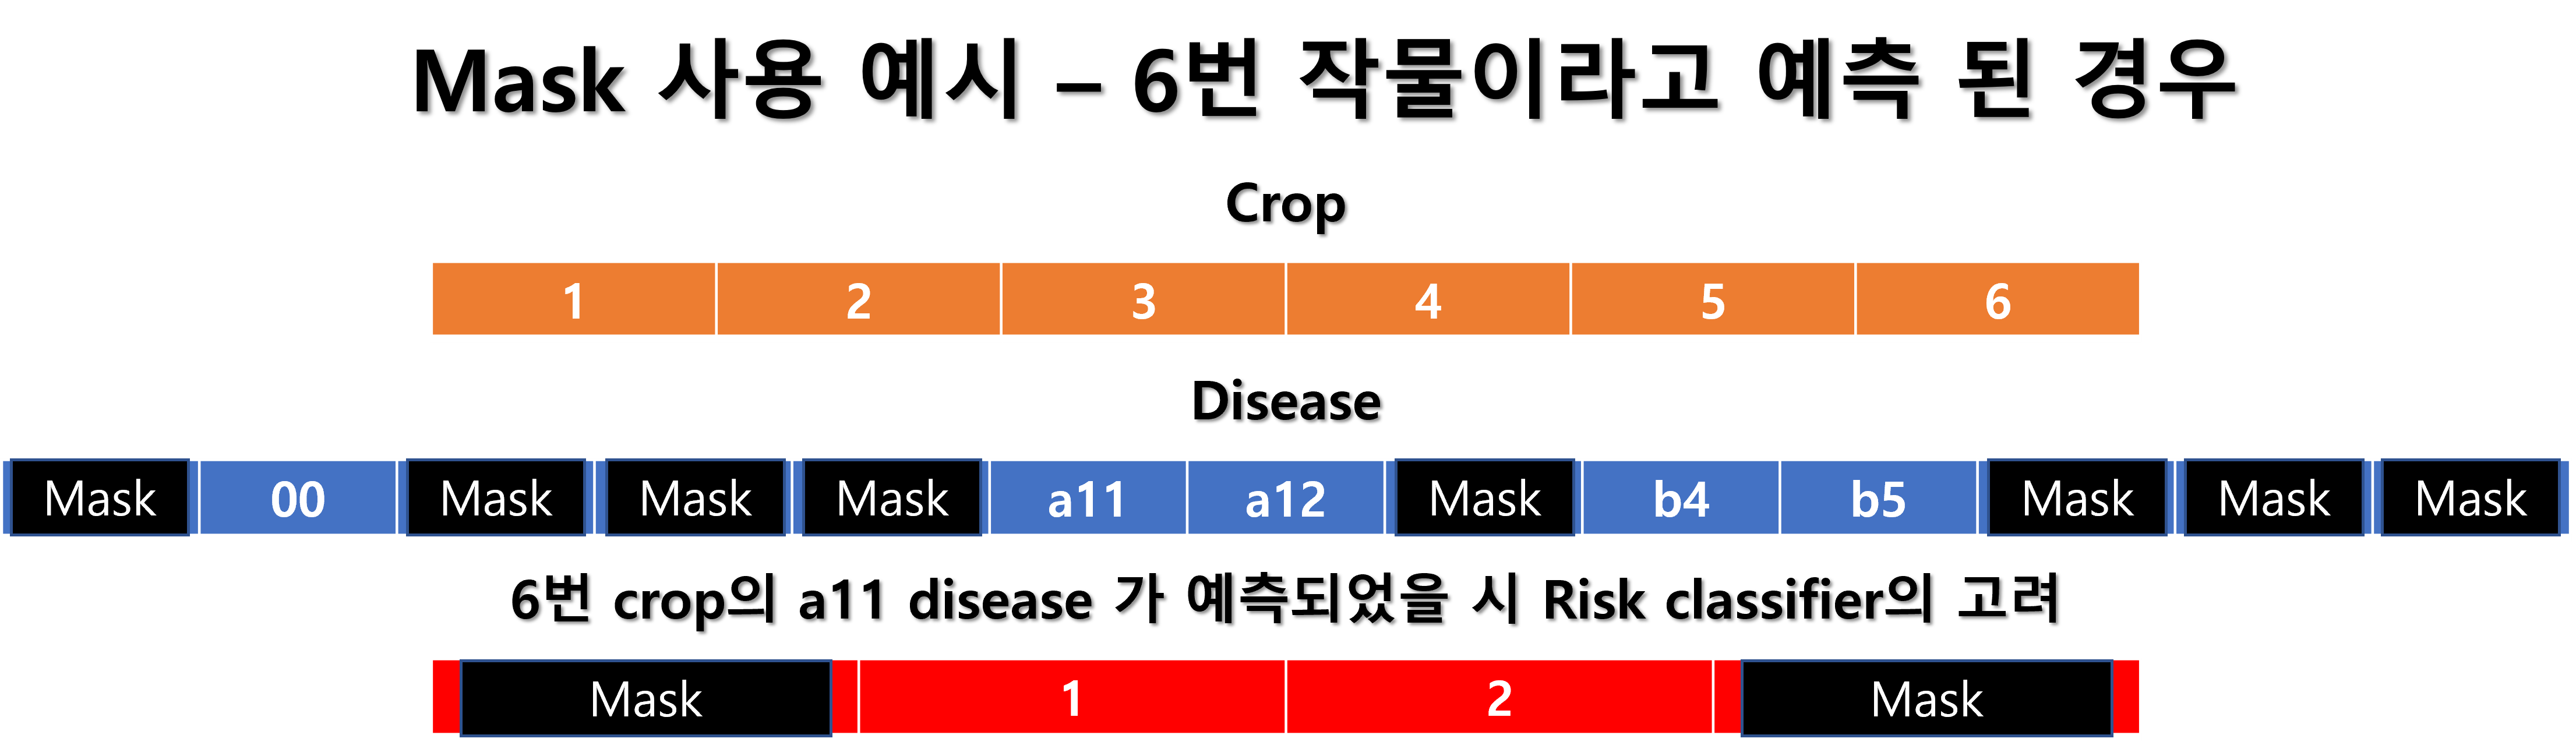 Mask 사용 예시 – 6번 작물이라고 예측 된 경우
Crop
1 2 3 4 5 6
Disease
Mask 00 Mask Mask Mask a11 a12 Mask b4 b5 Mask Mask Mask
6번 crop의 a11 disease 가 예측되었을 시 Risk classifier의 고려
Mask 1 2 Mask